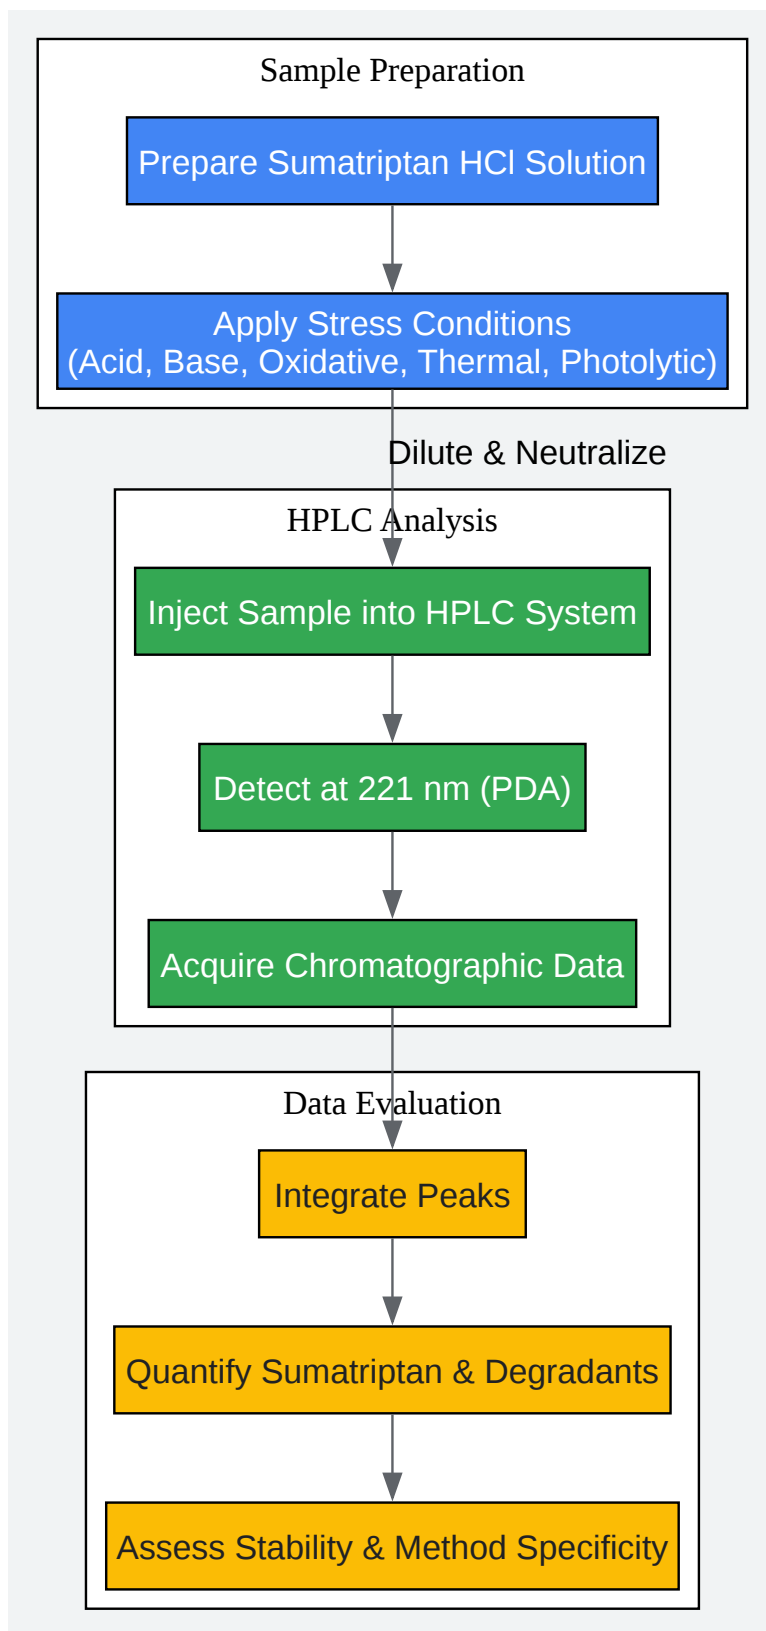 Sample Preparation
Prepare Sumatriptan HCl Solution
Apply Stress Conditions
(Acid, Base, Oxidative, Thermal, Photolytic)
Dilute & Neutralize
HPLC Analysis
Inject Sample into HPLC System
Detect at 221 nm (PDA)
Acquire Chromatographic Data
Data Evaluation
Integrate Peaks
Quantify Sumatriptan & Degradants
Assess Stability & Method Specificity